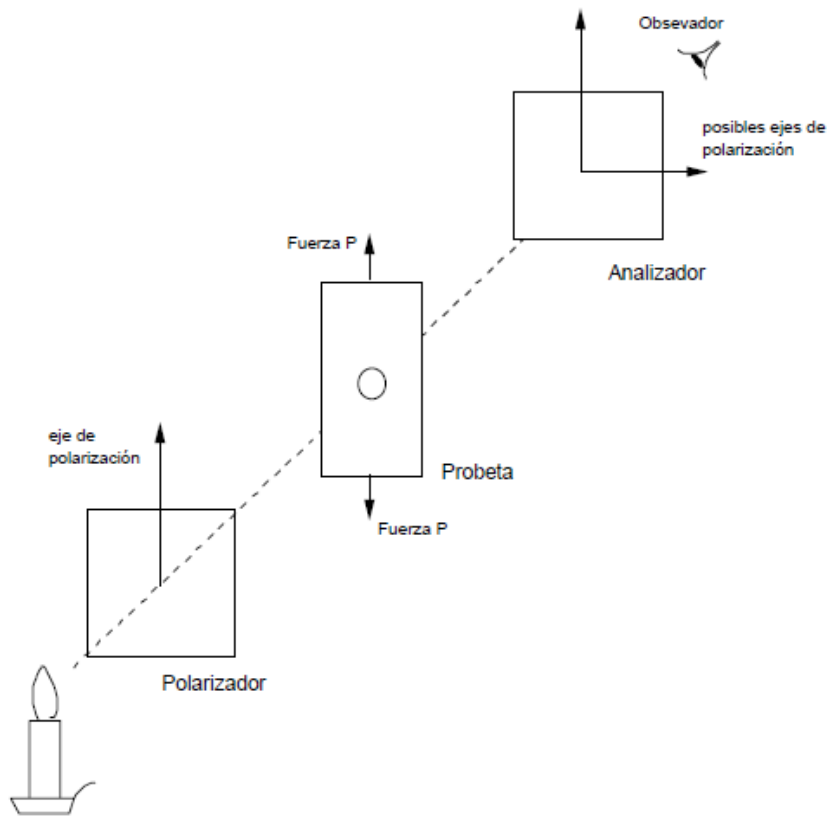 Obsevador
posibles ejes de
polarización
Fuerza P
Analizador
eje de
polarización
Probeta
Fuerza P
Polarizador